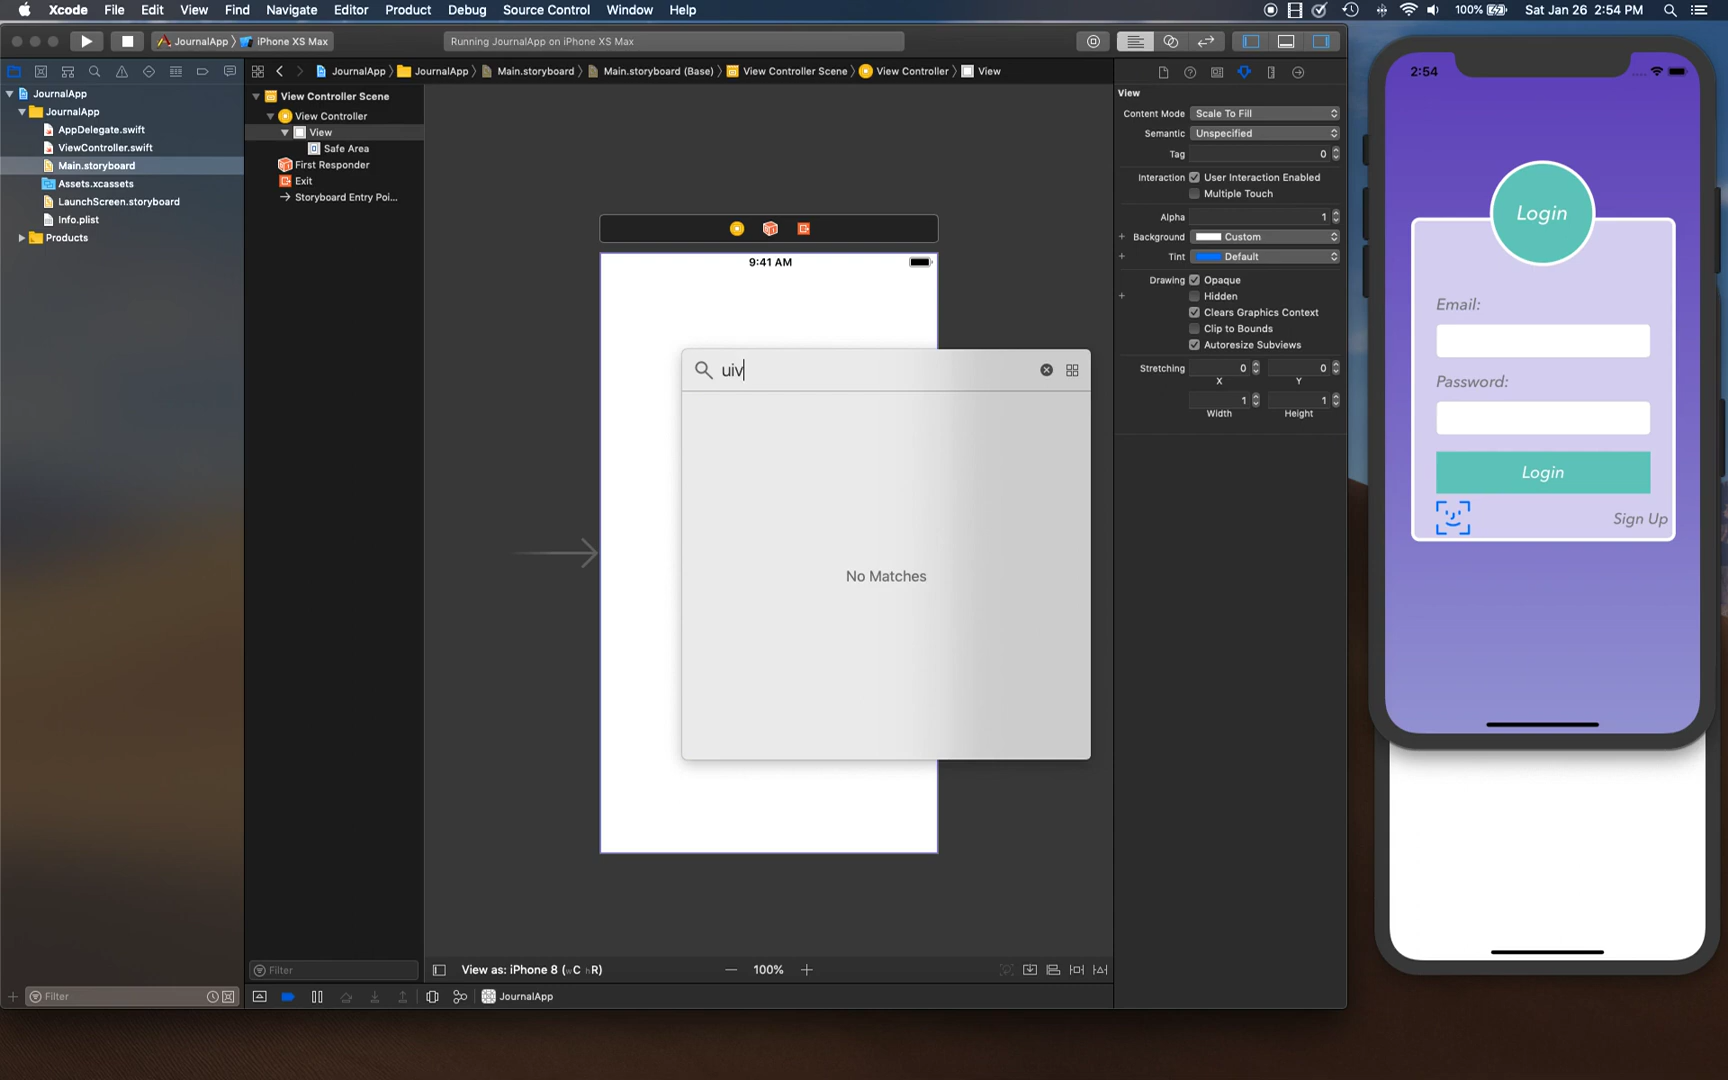 Xcode File Edit View Find Navigate Editor Product Debug Source Control Window Help
100% Sat Jan 26 2:54 PM
JournalApp iPhone XS Max
Running JournalApp on iPhone XS Max
JournalApp JournalApp Main.storyboard Main.storyboard (Base) View Controller Scene View Controller View
JournalApp
JournalApp
AppDelegate.swift
ViewController.swift
Main.storyboard
Assets.xcassets
LaunchScreen.storyboard
Info.plist
Products
Filter
View Controller Scene
View Controller
View
Safe Area
First Responder
Exit
Storyboard Entry Poi...
Filter
9:41 AM
uiv
No Matches
View as: iPhone 8 (wC hR)
100%
JournalApp
View
Content Mode Scale To Fill
Semantic Unspecified
Tag 0
Interaction User Interaction Enabled
Multiple Touch
Alpha 1
Background Custom
Tint Default
Drawing Opaque
Hidden
Clears Graphics Context
Clip to Bounds
Autoresize Subviews
Stretching 0 0
X Y
1 1
Width Height
2:54
Login
Email:
Password:
Login
Sign Up